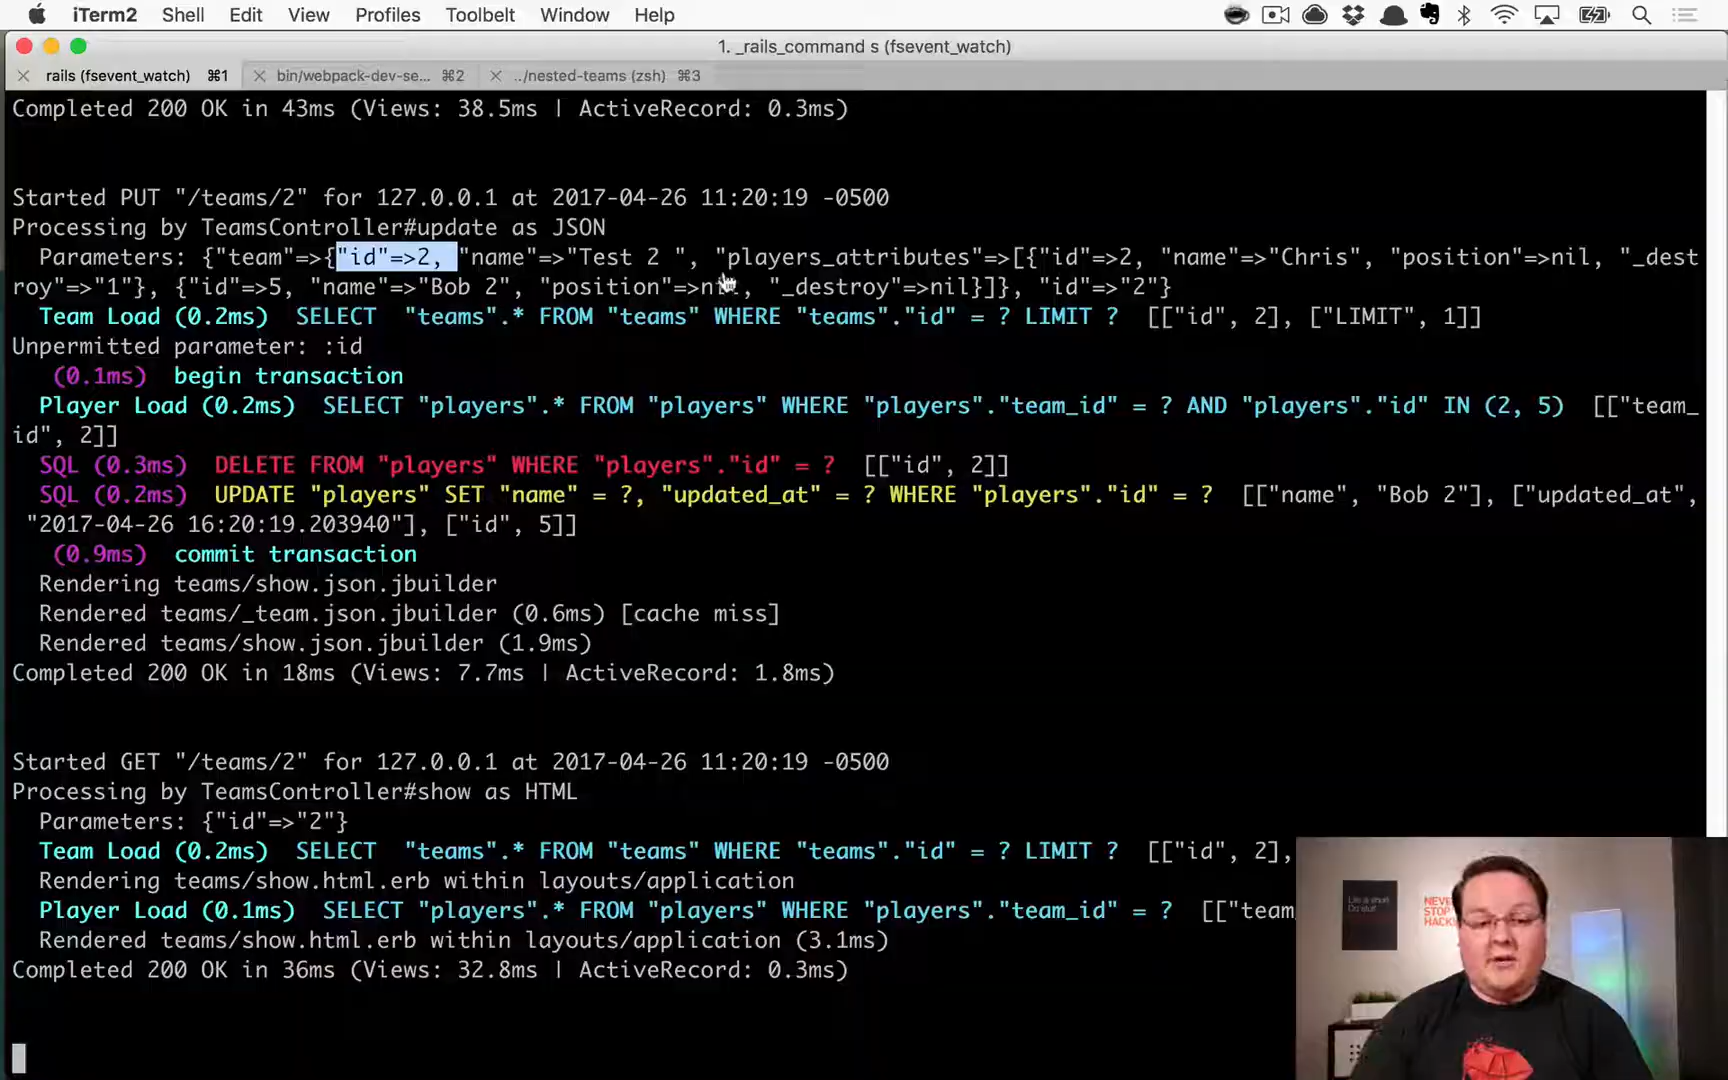 iTerm2 Shell Edit View Profiles Toolbelt Window Help
1. _rails_command s (fsevent_watch)
rails (fsevent_watch) ⌘1 bin/webpack-dev-se... ⌘2 ../nested-teams (zsh) ⌘3
Completed 200 OK in 43ms (Views: 38.5ms | ActiveRecord: 0.3ms)
Started PUT "/teams/2" for 127.0.0.1 at 2017-04-26 11:20:19 -0500
Processing by TeamsController#update as JSON
Parameters: {"team"=>{"id"=>2, "name"=>"Test 2 ", "players_attributes"=>[{"id"=>2, "name"=>"Chris", "position"=>nil, "_dest
roy"=>"1"}, {"id"=>5, "name"=>"Bob 2", "position"=>nil, "_destroy"=>nil}]}, "id"=>"2"}
Team Load (0.2ms) SELECT "teams".* FROM "teams" WHERE "teams"."id" = ? LIMIT ? [["id", 2], ["LIMIT", 1]]
Unpermitted parameter: :id
(0.1ms) begin transaction
Player Load (0.2ms) SELECT "players".* FROM "players" WHERE "players"."team_id" = ? AND "players"."id" IN (2, 5) [["team_
id", 2]]
SQL (0.3ms) DELETE FROM "players" WHERE "players"."id" = ? [["id", 2]]
SQL (0.2ms) UPDATE "players" SET "name" = ?, "updated_at" = ? WHERE "players"."id" = ? [["name", "Bob 2"], ["updated_at",
"2017-04-26 16:20:19.203940"], ["id", 5]]
(0.9ms) commit transaction
Rendering teams/show.json.jbuilder
Rendered teams/_team.json.jbuilder (0.6ms) [cache miss]
Rendered teams/show.json.jbuilder (1.9ms)
Completed 200 OK in 18ms (Views: 7.7ms | ActiveRecord: 1.8ms)
Started GET "/teams/2" for 127.0.0.1 at 2017-04-26 11:20:19 -0500
Processing by TeamsController#show as HTML
Parameters: {"id"=>"2"}
Team Load (0.2ms) SELECT "teams".* FROM "teams" WHERE "teams"."id" = ? LIMIT ? [["id", 2],
Rendering teams/show.html.erb within layouts/application
Player Load (0.1ms) SELECT "players".* FROM "players" WHERE "players"."team_id" = ? [["team
Rendered teams/show.html.erb within layouts/application (3.1ms)
Completed 200 OK in 36ms (Views: 32.8ms | ActiveRecord: 0.3ms)
Life is short.
Do stuff
NEVER
STOP
HACK